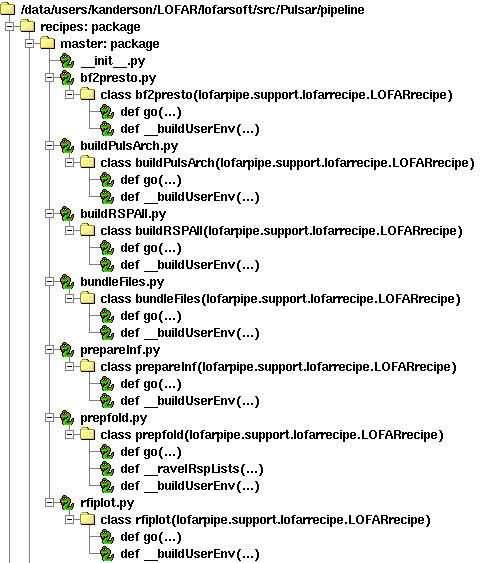 /data/users/kanderson/LOFAR/lofarsoft/src/Pulsar/pipeline
recipes: package
master: package
__init__.py
bf2presto.py
class bf2presto(lofarpipe.support.lofarrecipe.LOFARrecipe)
def go(...)
def __buildUserEnv(...)
buildPulsArch.py
class buildPulsArch(lofarpipe.support.lofarrecipe.LOFARrecipe)
def go(...)
def __buildUserEnv(...)
buildRSPAll.py
class buildRSPAll(lofarpipe.support.lofarrecipe.LOFARrecipe)
def go(...)
def __buildUserEnv(...)
bundleFiles.py
class bundleFiles(lofarpipe.support.lofarrecipe.LOFARrecipe)
def go(...)
def __buildUserEnv(...)
prepareInf.py
class prepareInf(lofarpipe.support.lofarrecipe.LOFARrecipe)
def go(...)
def __buildUserEnv(...)
prepfold.py
class prepfold(lofarpipe.support.lofarrecipe.LOFARrecipe)
def go(...)
def __ravelRspLists(...)
def __buildUserEnv(...)
rfiplot.py
class rfiplot(lofarpipe.support.lofarrecipe.LOFARrecipe)
def go(...)
def __buildUserEnv(...)